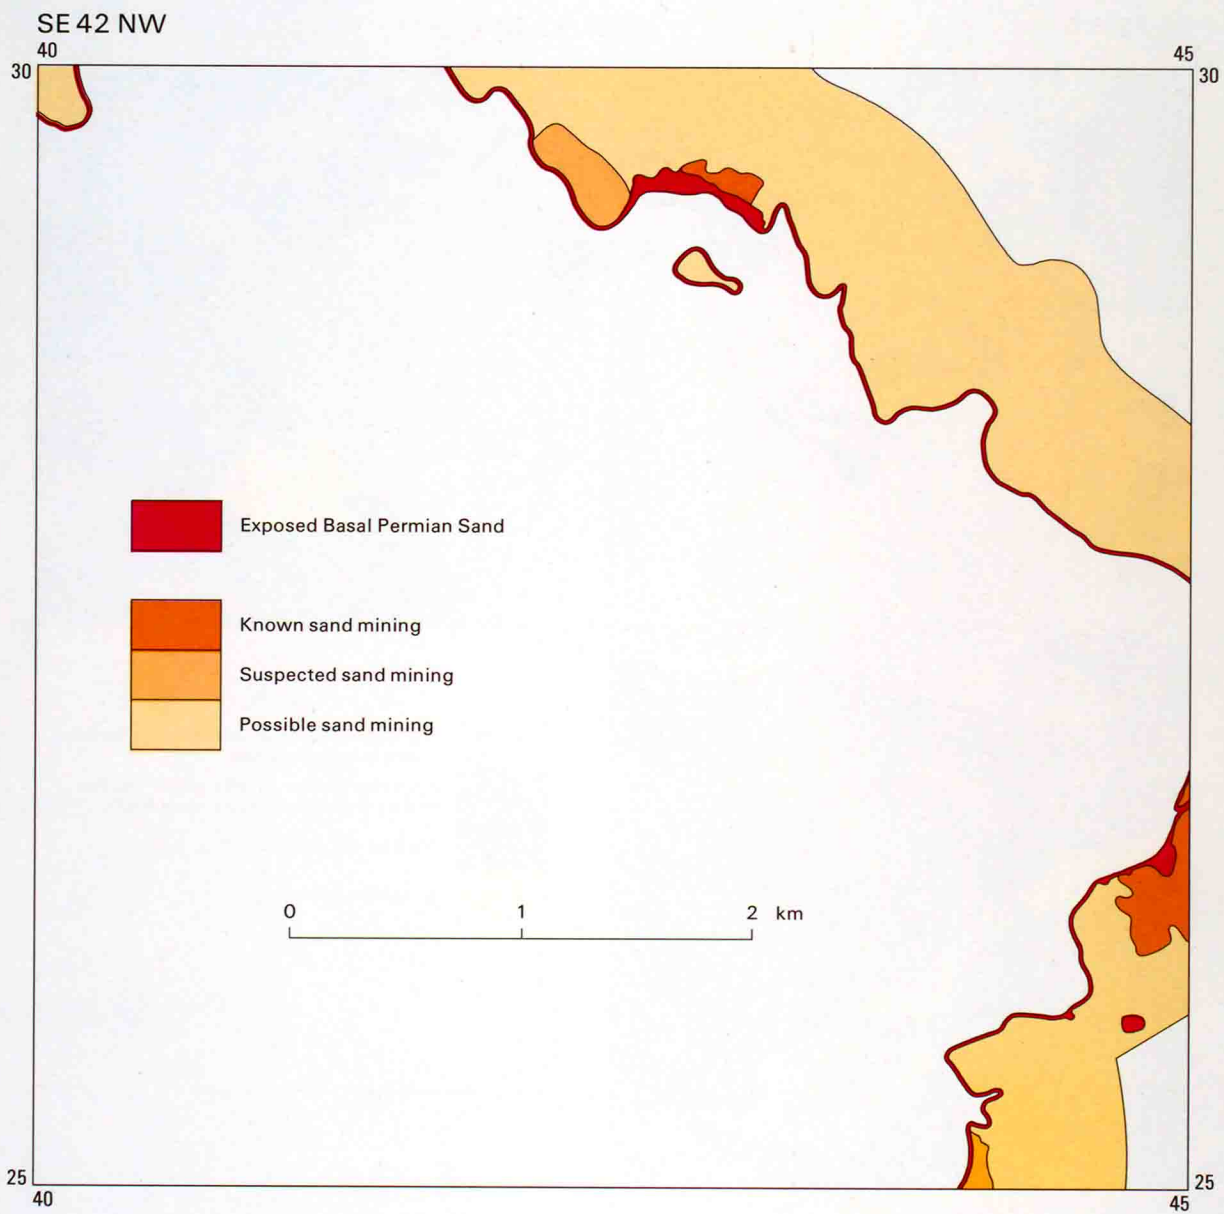 SE 42 NW
40
45
30
30
Exposed Basal Permian Sand
Known sand mining
Suspected sand mining
Possible sand mining
0 1 2 km
25
25
40
45